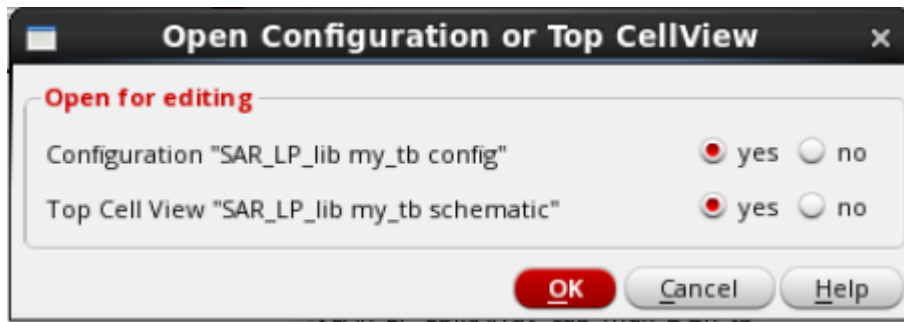 Open Configuration or Top CellView
Open for editing
Configuration "SAR_LP_lib my_tb config"
yes
no
Top Cell View "SAR_LP_lib my_tb schematic"
yes
no
OK
Cancel
Help